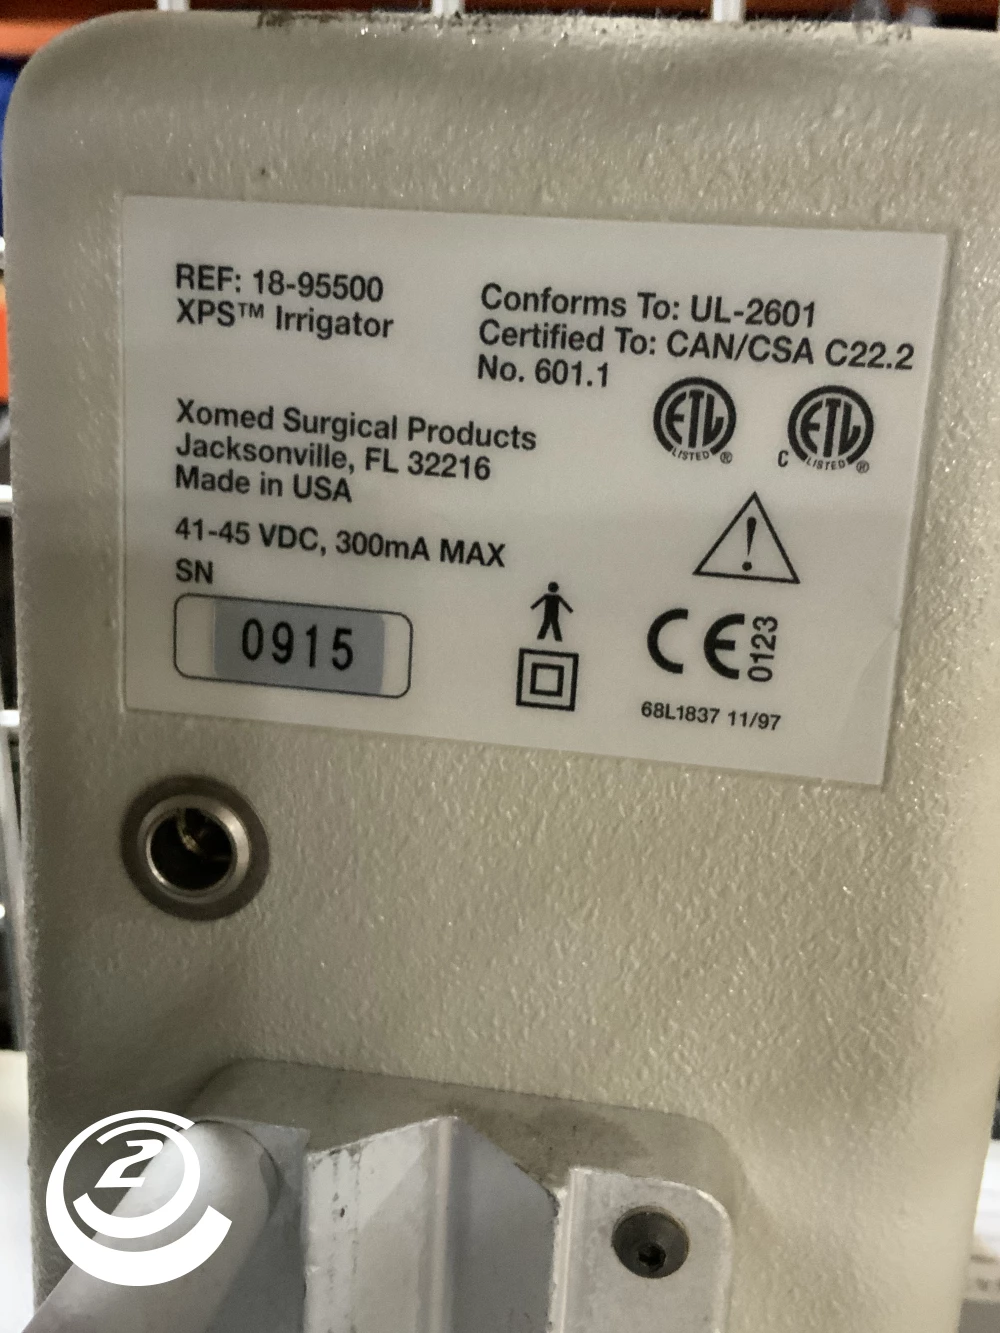 REF: 18-95500
XPS™ Irrigator
Conforms To: UL-2601
Certified To: CAN/CSA C22.2
No. 601.1
Xomed Surgical Products
Jacksonville, FL 32216
Made in USA
ETL
LISTED ®
C ETL
LISTED ®
41-45 VDC, 300mA MAX
SN
0915
!
CE 0123
68L1837 11/97
2